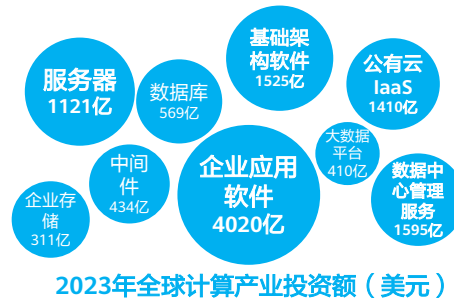 基础架
构软件
1525亿
服务器
1121亿
数据库
569亿
公有云
IaaS
1410亿
大数据
平台
410亿
中间
件
434亿
企业应用
软件
4020亿
数据中
心管理
服务
1595亿
企业存
储
311亿
2023年全球计算产业投资额（美元）